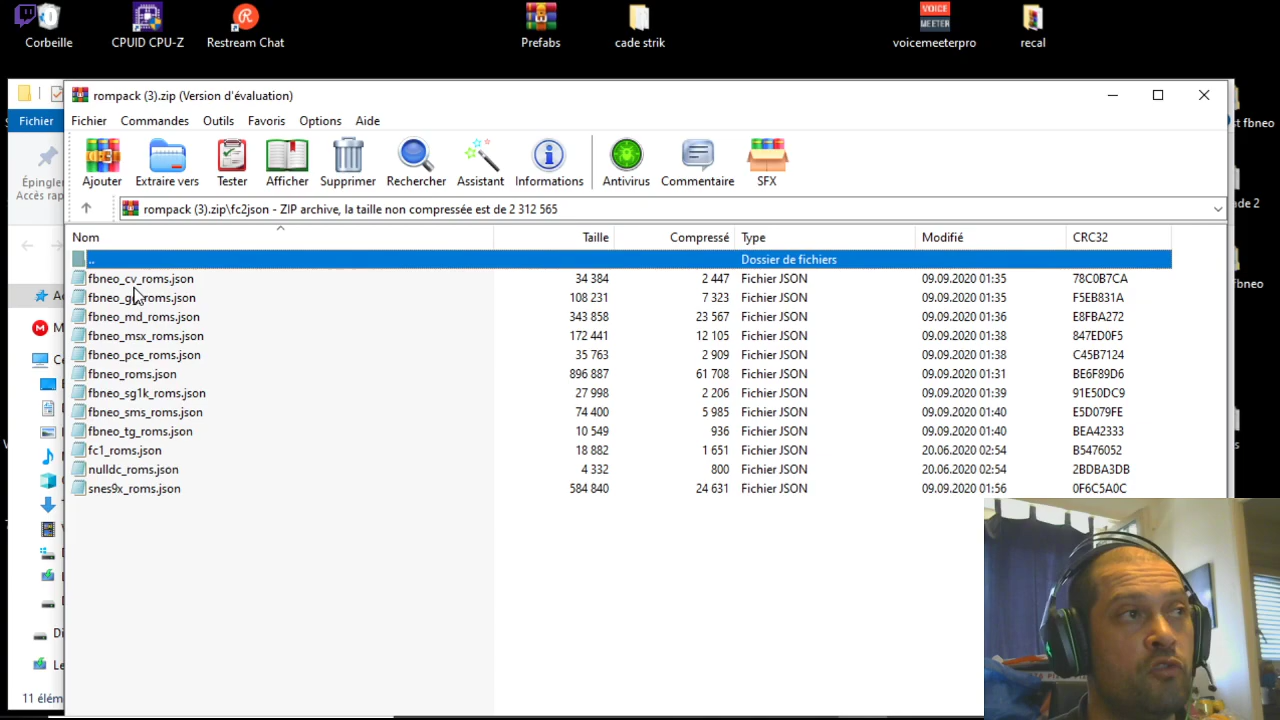 Corbeille
CPUID CPU-Z
Restream Chat
Prefabs
cade strik
VOICE
MEETER
voicemeeterpro
recal
rompack (3).zip (Version d'évaluation)
Fichier
Fichier Commandes Outils Favoris Options Aide
Épingler
Accès rap
Ajouter Extraire vers Tester Afficher Supprimer Rechercher Assistant Informations Antivirus Commentaire SFX
rompack (3).zip\fc2json - ZIP archive, la taille non compressée est de 2 312 565
Nom Taille Compressé Type Modifié CRC32
.. Dossier de fichiers
fbneo_cv_roms.json 34 384 2 447 Fichier JSON 09.09.2020 01:35 78C0B7CA
108 231 7 323 Fichier JSON 09.09.2020 01:35 F5EB831A
fbneo_md_roms.json 343 858 23 567 Fichier JSON 09.09.2020 01:36 E8FBA272
fbneo_msx_roms.json 172 441 12 105 Fichier JSON 09.09.2020 01:38 847ED0F5
fbneo_pce_roms.json 35 763 2 909 Fichier JSON 09.09.2020 01:38 C45B7124
fbneo_roms.json 896 887 61 708 Fichier JSON 09.09.2020 01:31 BE6F89D6
fbneo_sg1k_roms.json 27 998 2 206 Fichier JSON 09.09.2020 01:39 91E50DC9
fbneo_sms_roms.json 74 400 5 985 Fichier JSON 09.09.2020 01:40 E5D079FE
fbneo_tg_roms.json 10 549 936 Fichier JSON 09.09.2020 01:40 BEA42333
fc1_roms.json 18 882 1 651 Fichier JSON 20.06.2020 02:54 B5476052
nulldc_roms.json 4 332 800 Fichier JSON 20.06.2020 02:54 2BDBA3DB
snes9x_roms.json 584 840 24 631 Fichier JSON 09.09.2020 01:56 0F6C5A0C
st fbneo
nde 2
fbneo
11 élém